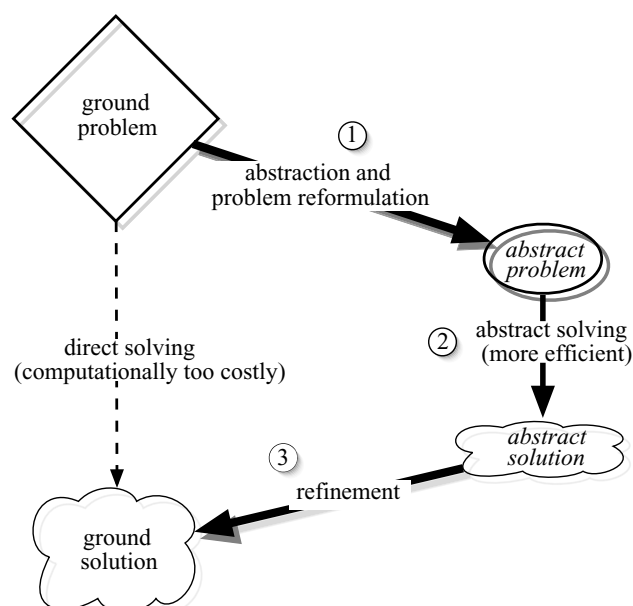 ground
problem
1
abstraction and
problem reformulation
abstract
problem
direct solving
(computationally too costly)
2
abstract solving
(more efficient)
abstract
solution
3
refinement
ground
solution